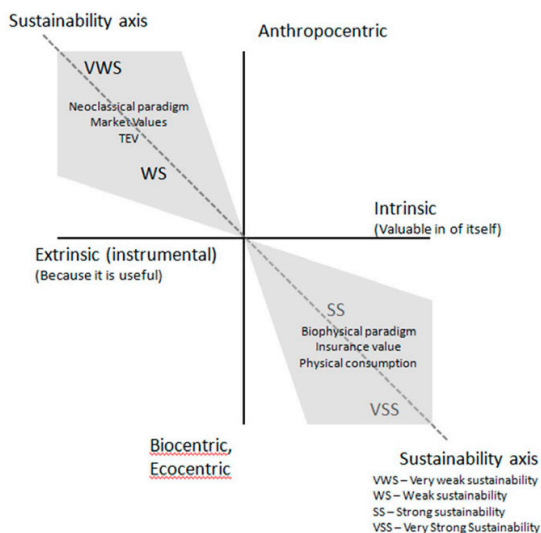 Sustainability axis
Anthropocentric
VWS
Neoclassical paradigm
Market Values
TEV
WS
Intrinsic
(Valuable in of itself)
Extrinsic (instrumental)
(Because it is useful)
SS
Biophysical paradigm
Insurance value
Physical consumption
VSS
Biocentric,
Ecocentric
Sustainability axis
VWS – Very weak sustainability
WS – Weak sustainability
SS – Strong sustainability
VSS – Very Strong Sustainability